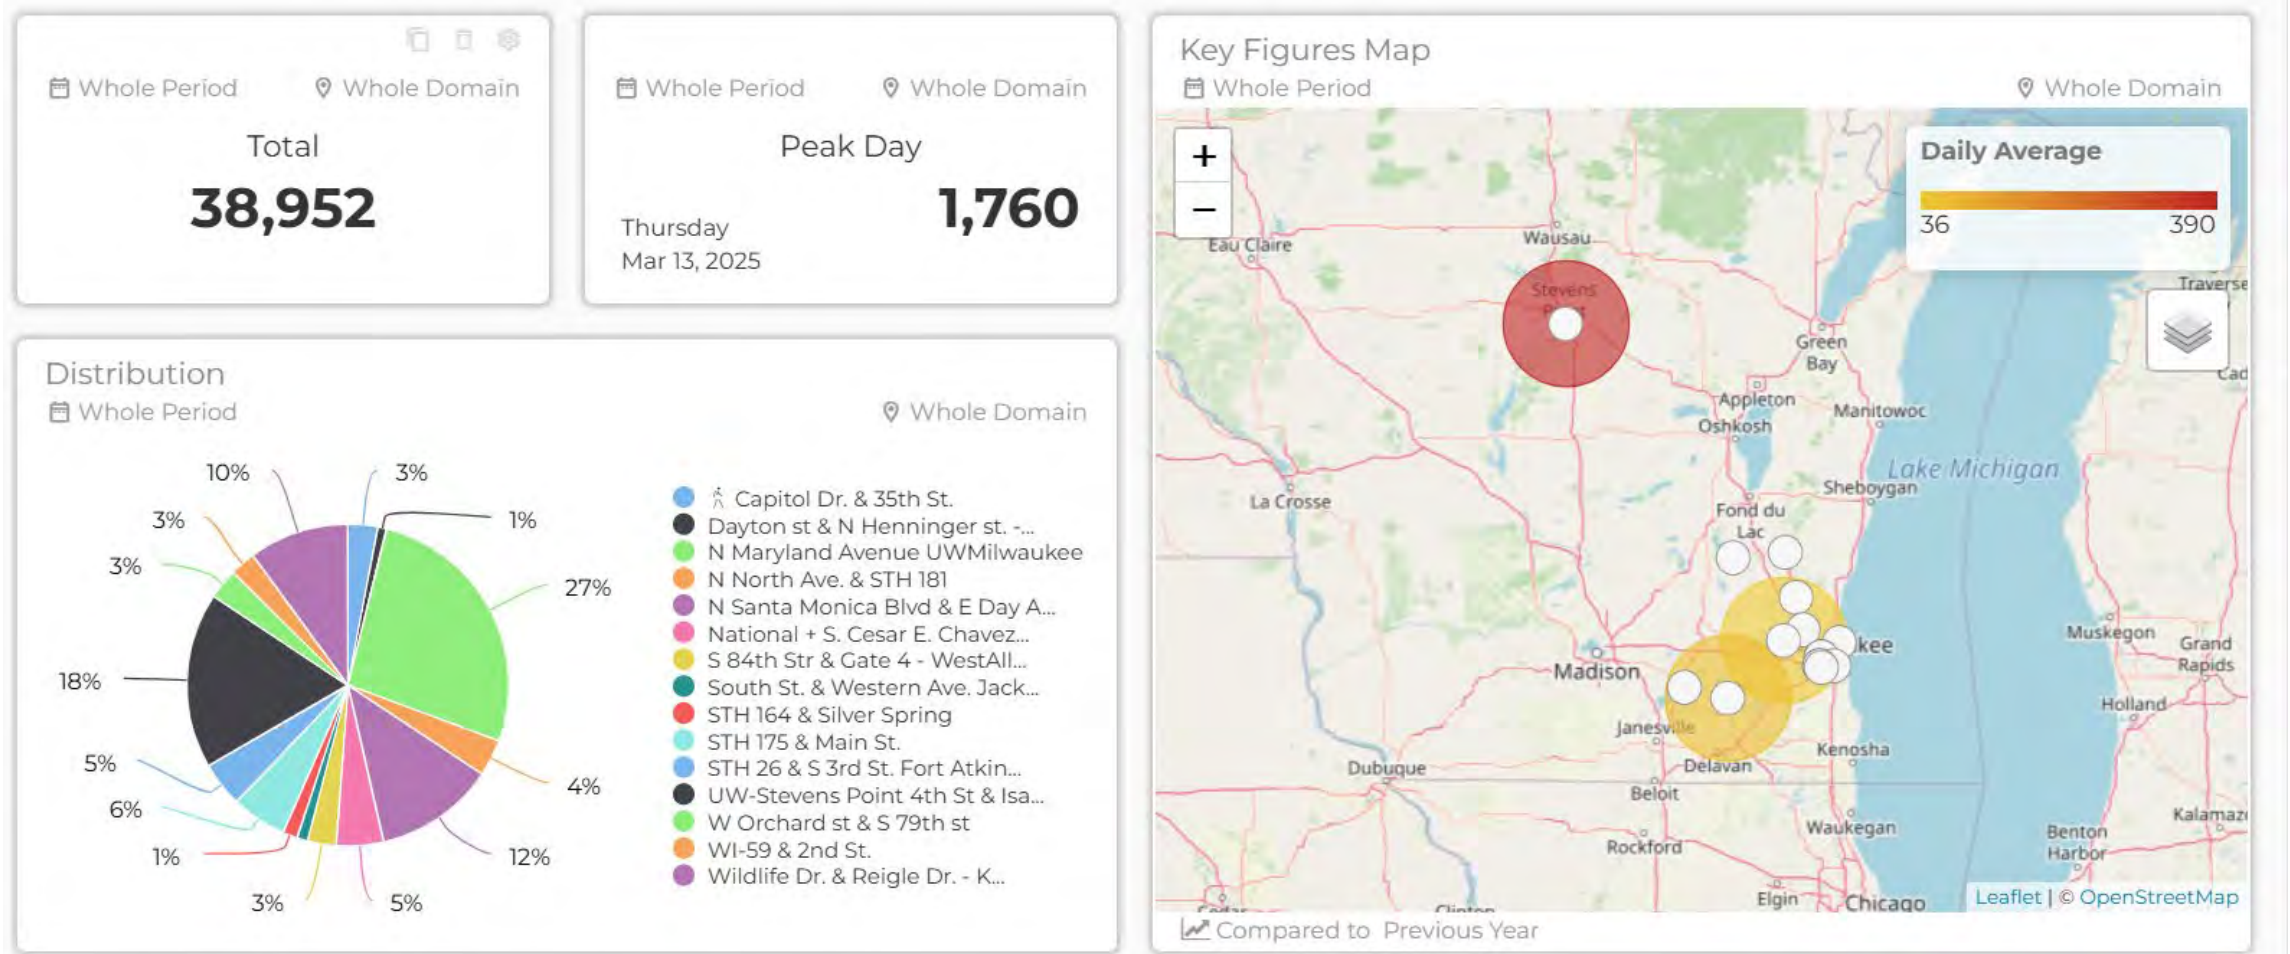 Whole Period
Whole Domain
Total
38,952
Whole Period
Whole Domain
Peak Day
1,760
Thursday
Mar 13, 2025
Distribution
Whole Period
Whole Domain
10%
3%
3%
1%
3%
27%
18%
5%
4%
6%
1%
12%
3%
5%
Capitol Dr. & 35th St.
Dayton st & N Henninger st. -...
N Maryland Avenue UWMilwaukee
N North Ave. & STH 181
N Santa Monica Blvd & E Day A...
National + S. Cesar E. Chavez...
S 84th Str & Gate 4 - WestAll...
South St. & Western Ave. Jack...
STH 164 & Silver Spring
STH 175 & Main St.
STH 26 & S 3rd St. Fort Atkin...
UW-Stevens Point 4th St & Isa...
W Orchard st & S 79th st
WI-59 & 2nd St.
Wildlife Dr. & Reigle Dr. - K...
Key Figures Map
Whole Period
Whole Domain
+
−
Daily Average
36
390
Eau Claire
Wausau
Stevens
Traverse
Green
Bay
Cad
Appleton
Manitowoc
Oshkosh
Lake Michigan
La Crosse
Sheboygan
Fond du
Lac
Muskegon
Grand
Rapids
kee
Madison
Holland
Janesville
Kenosha
Dubuque
Delavan
Beloit
Waukegan
Kalamaz
Benton
Harbor
Rockford
Elgin
Chicago
Leaflet | © OpenStreetMap
Compared to Previous Year